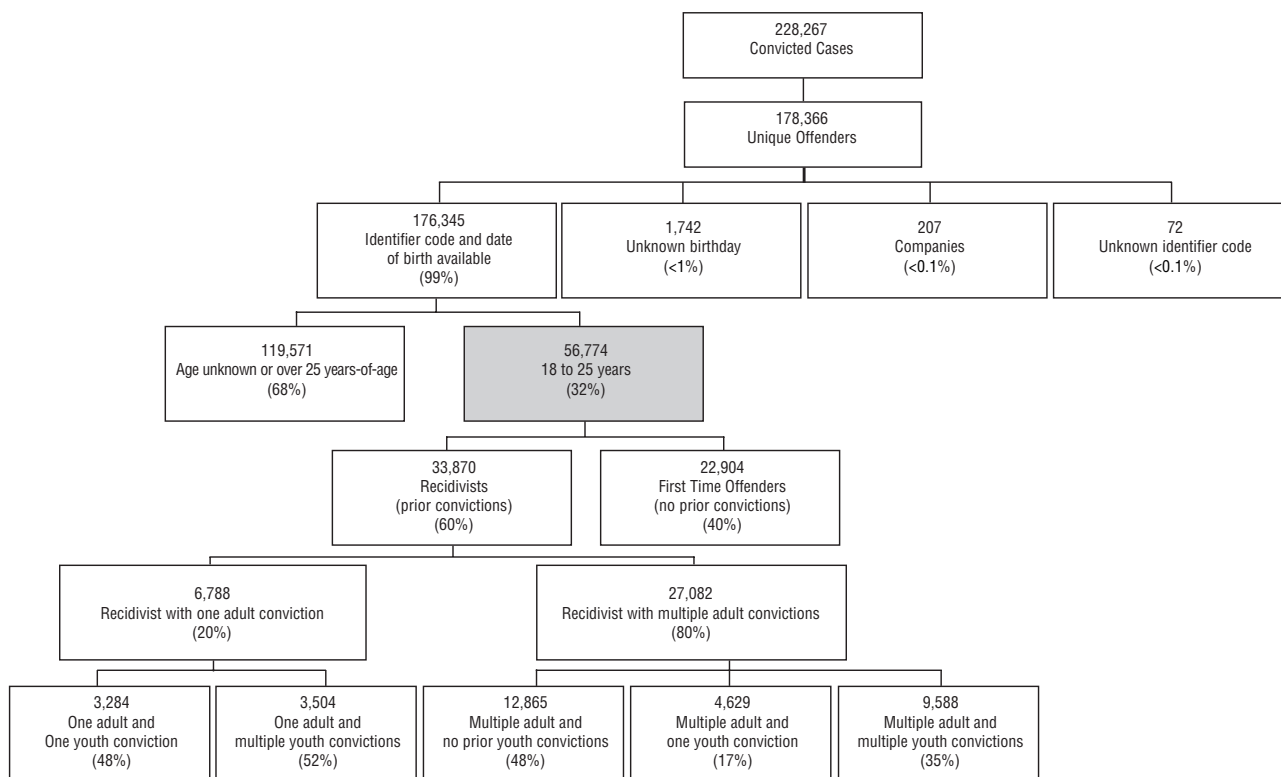 228,267
Convicted Cases
178,366
Unique Offenders
176,345
Identifier code and date
of birth available
(99%)
1,742
Unknown birthday
(<1%)
207
Companies
(<0.1%)
72
Unknown identifier code
(<0.1%)
119,571
Age unknown or over 25 years-of-age
(68%)
56,774
18 to 25 years
(32%)
33,870
Recidivists
(prior convictions)
(60%)
22,904
First Time Offenders
(no prior convictions)
(40%)
6,788
Recidivist with one adult conviction
(20%)
27,082
Recidivist with multiple adult convictions
(80%)
3,284
One adult and
One youth conviction
(48%)
3,504
One adult and
multiple youth convictions
(52%)
12,865
Multiple adult and
no prior youth convictions
(48%)
4,629
Multiple adult and
one youth conviction
(17%)
9,588
Multiple adult and
multiple youth convictions
(35%)